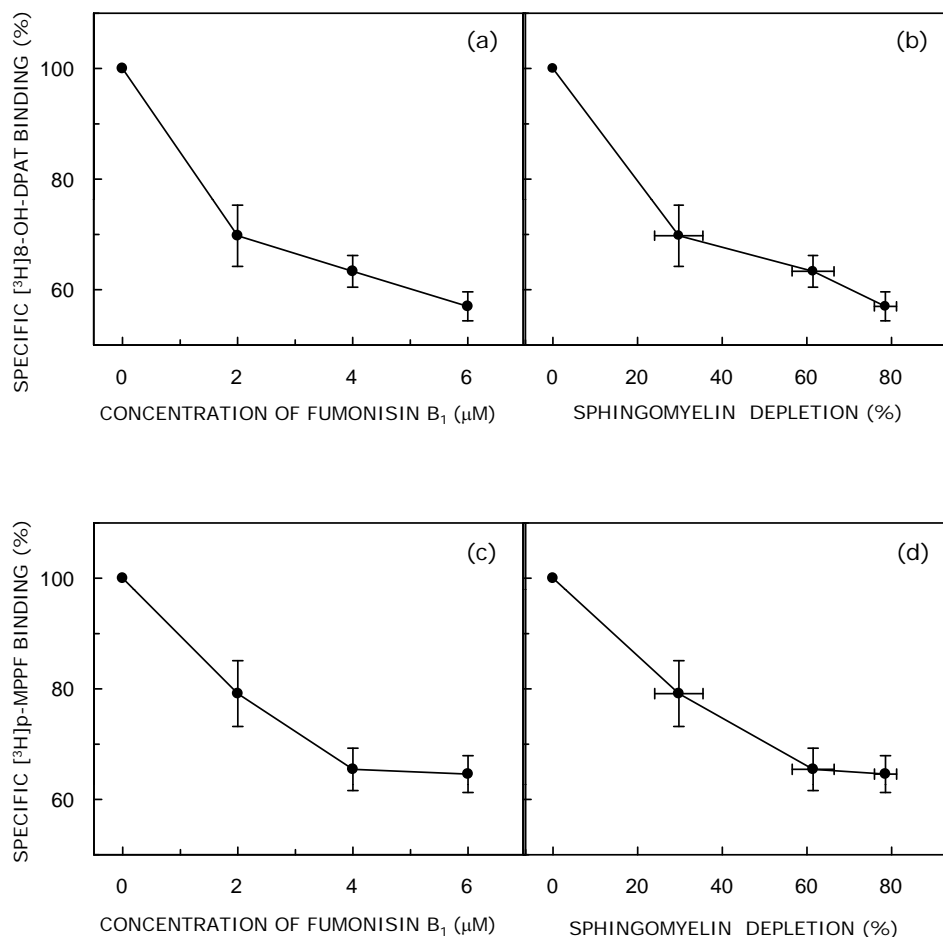 SPECIFIC [³H]8-OH-DPAT BINDING (%)
(a)
100
80
60
0 2 4 6
CONCENTRATION OF FUMONISIN B₁ (μM)
(b)
0 20 40 60 80
SPHINGOMYELIN DEPLETION (%)
SPECIFIC [³H]p-MPPF BINDING (%)
(c)
100
80
60
0 2 4 6
CONCENTRATION OF FUMONISIN B₁ (μM)
(d)
0 20 40 60 80
SPHINGOMYELIN DEPLETION (%)